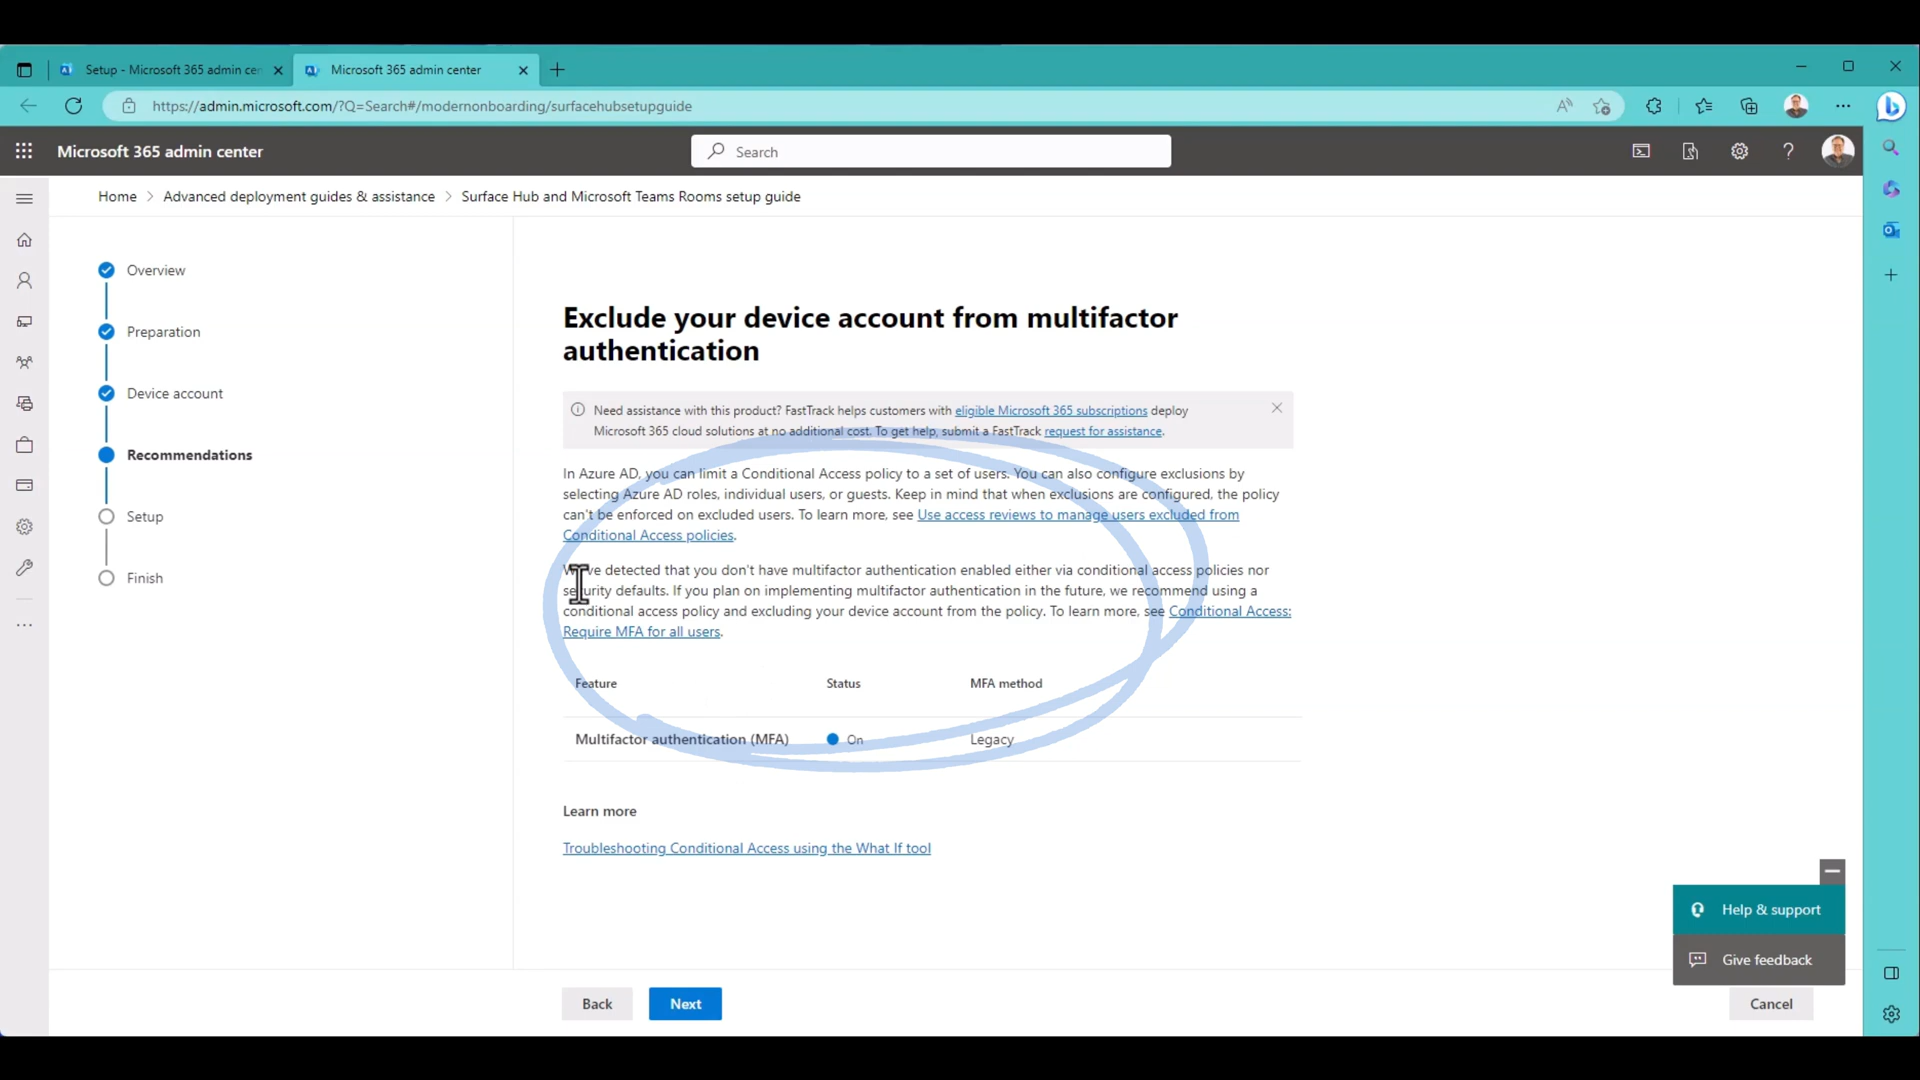 Setup - Microsoft 365 admin cen
Microsoft 365 admin center
https://admin.microsoft.com/?Q=Search#/modernonboarding/surfacehubsetupguide
Microsoft 365 admin center
Search
Home > Advanced deployment guides & assistance > Surface Hub and Microsoft Teams Rooms setup guide
Overview
Preparation
Device account
Recommendations
Setup
Finish
Exclude your device account from multifactor
authentication
Need assistance with this product? FastTrack helps customers with eligible Microsoft 365 subscriptions deploy
Microsoft 365 cloud solutions at no additional cost. To get help, submit a FastTrack request for assistance.
In Azure AD, you can limit a Conditional Access policy to a set of users. You can also configure exclusions by
selecting Azure AD roles, individual users, or guests. Keep in mind that when exclusions are configured, the policy
can't be enforced on excluded users. To learn more, see Use access reviews to manage users excluded from
Conditional Access policies.
We've detected that you don't have multifactor authentication enabled either via conditional access policies nor
security defaults. If you plan on implementing multifactor authentication in the future, we recommend using a
conditional access policy and excluding your device account from the policy. To learn more, see Conditional Access:
Require MFA for all users.
Feature Status MFA method
Multifactor authentication (MFA) On Legacy
Learn more
Troubleshooting Conditional Access using the What If tool
Help & support
Give feedback
Back Next Cancel